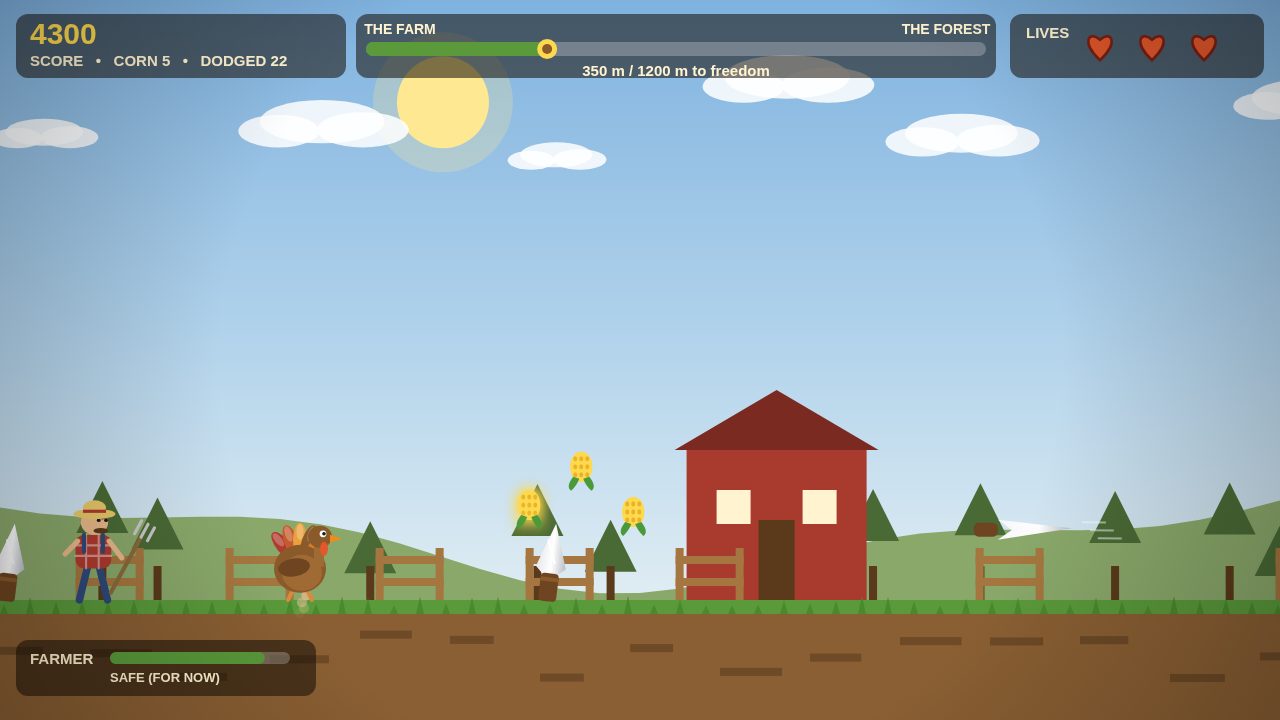 4300
SCORE • CORN 5 • DODGED 22
THE FARM
THE FOREST
350 m / 1200 m to freedom
LIVES
FARMER
SAFE (FOR NOW)